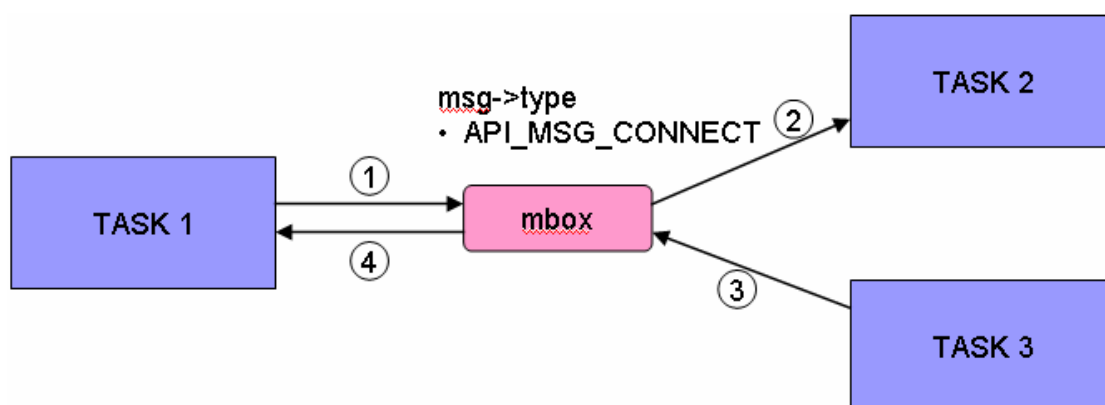 TASK 2
msg->type
• API_MSG_CONNECT
2
1
TASK 1
mbox
4
3
TASK 3